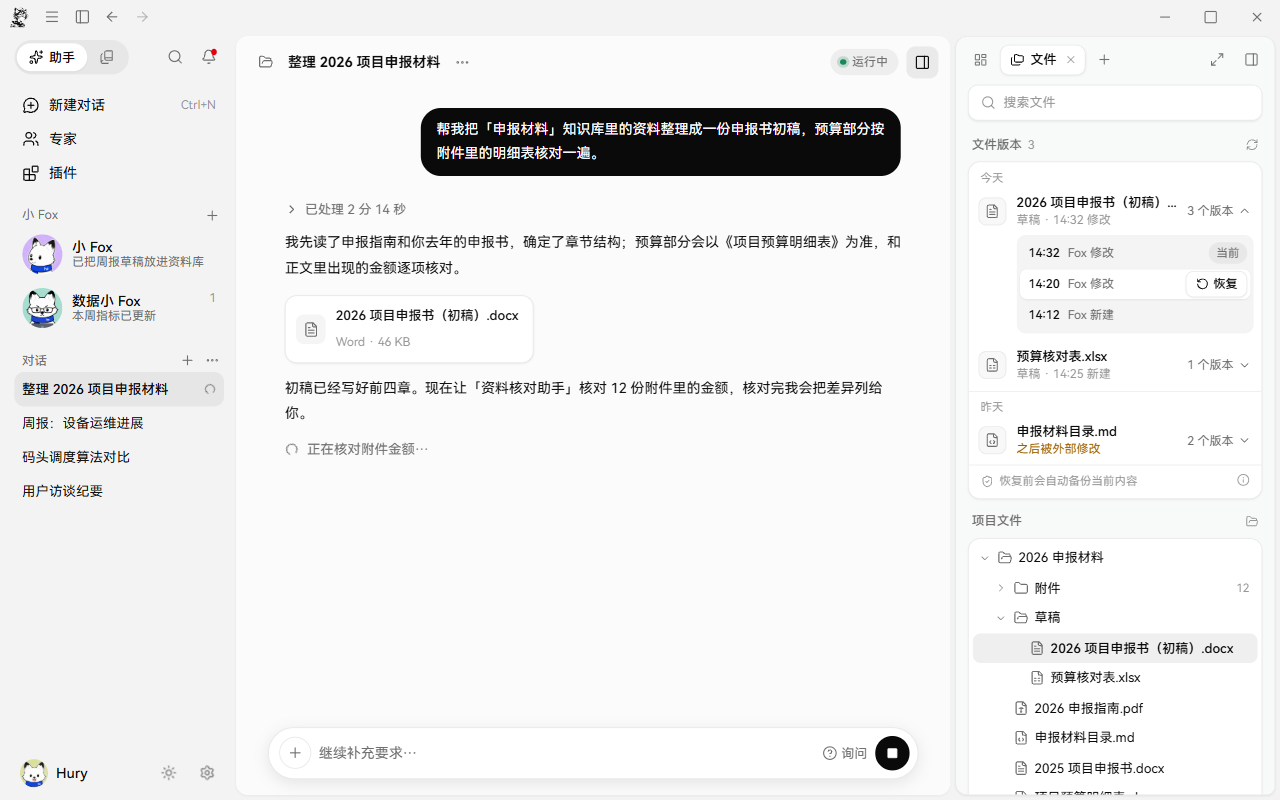 助手
新建对话 Ctrl+N
专家
插件
小 Fox
小 Fox
已把周报草稿放进资料库
数据小 Fox 1
本周指标已更新
对话
整理 2026 项目申报材料
周报：设备运维进展
码头调度算法对比
用户访谈纪要
Hury
整理 2026 项目申报材料
运行中
帮我把「申报材料」知识库里的资料整理成一份申报书初稿，预算部分按
附件里的明细表核对一遍。
已处理 2 分 14 秒
我先读了申报指南和你去年的申报书，确定了章节结构；预算部分会以《项目预算明细表》为准，和
正文里出现的金额逐项核对。
2026 项目申报书（初稿）.docx
Word · 46 KB
初稿已经写好前四章。现在让「资料核对助手」核对 12 份附件里的金额，核对完我会把差异列给
你。
正在核对附件金额…
继续补充要求…
询问
文件
搜索文件
文件版本 3
今天
2026 项目申报书（初稿）... 3 个版本
草稿 · 14:32 修改
14:32 Fox 修改 当前
14:20 Fox 修改 恢复
14:12 Fox 新建
预算核对表.xlsx 1 个版本
草稿 · 14:25 新建
昨天
申报材料目录.md 2 个版本
之后被外部修改
恢复前会自动备份当前内容
项目文件
2026 申报材料
附件 12
草稿
2026 项目申报书（初稿）.docx
预算核对表.xlsx
2026 申报指南.pdf
申报材料目录.md
2025 项目申报书.docx